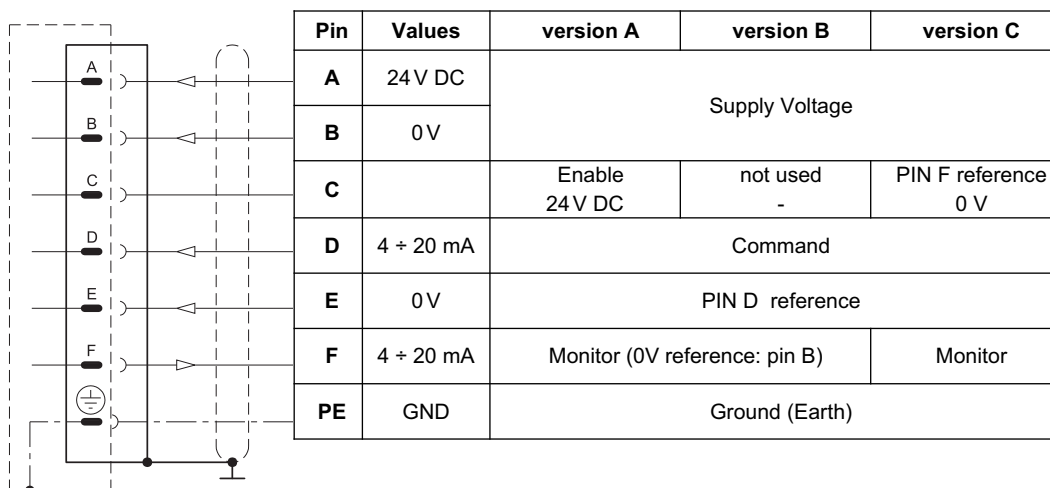 Pin Values version A version B version C
A 24 V DC
Supply Voltage
B 0 V
C Enable not used PIN F reference
24 V DC - 0 V
D 4 ÷ 20 mA Command
E 0 V PIN D reference
F 4 ÷ 20 mA Monitor (0V reference: pin B) Monitor
PE GND Ground (Earth)
A
B
C
D
E
F